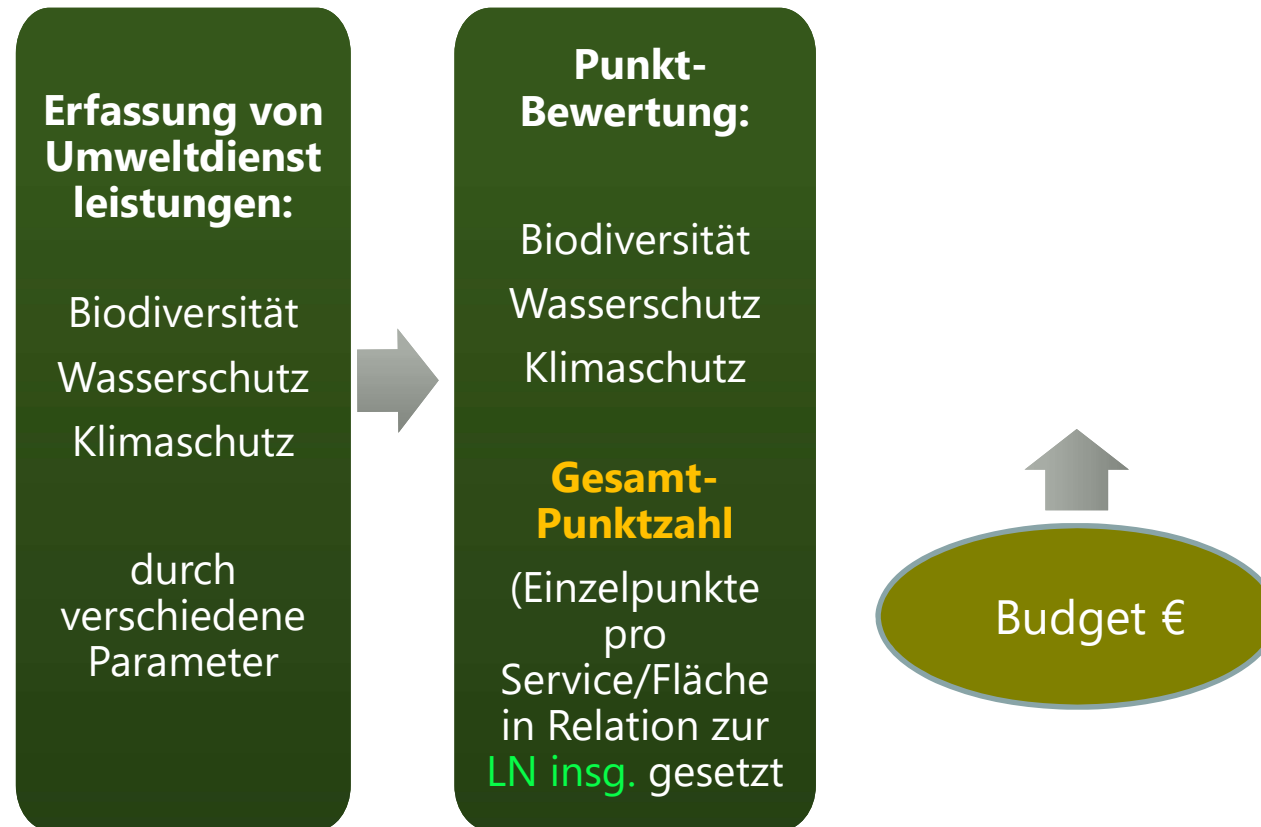 Erfassung von
Umweltdienst
leistungen:
Biodiversität
Wasserschutz
Klimaschutz
durch
verschiedene
Parameter
Punkt-
Bewertung:
Biodiversität
Wasserschutz
Klimaschutz
Gesamt-
Punktzahl
(Einzelpunkte
pro
Service/Fläche
in Relation zur
LN insg. gesetzt
Budget €